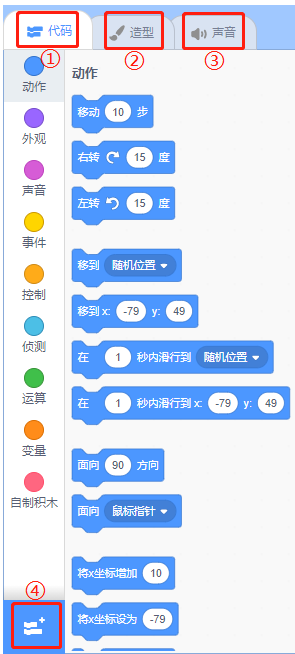 代码 造型 声音
① ② ③
动作
外观
声音
事件
控制
侦测
运算
变量
自制积木
④
动作
移动 10 步
右转 15 度
左转 15 度
移到 随机位置
移到 x: -79 y: 49
在 1 秒内滑行到 随机位置
在 1 秒内滑行到 x: -79 y: 49
面向 90 方向
面向 鼠标指针
将x坐标增加 10
将x坐标设为 -79